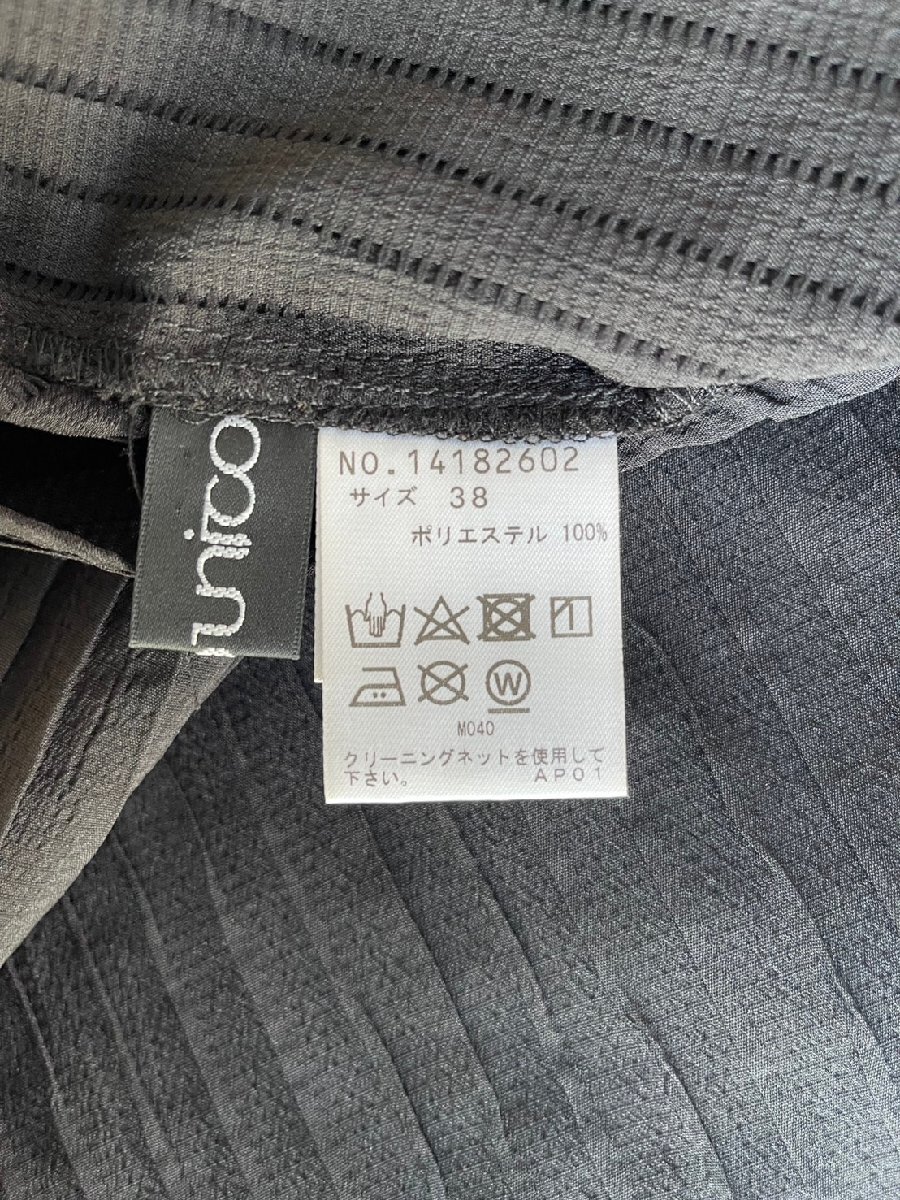 NO.14182602
サイズ 38
ポリエステル 100%
W
M040
クリーニングネットを使用して
下さい。 AP01